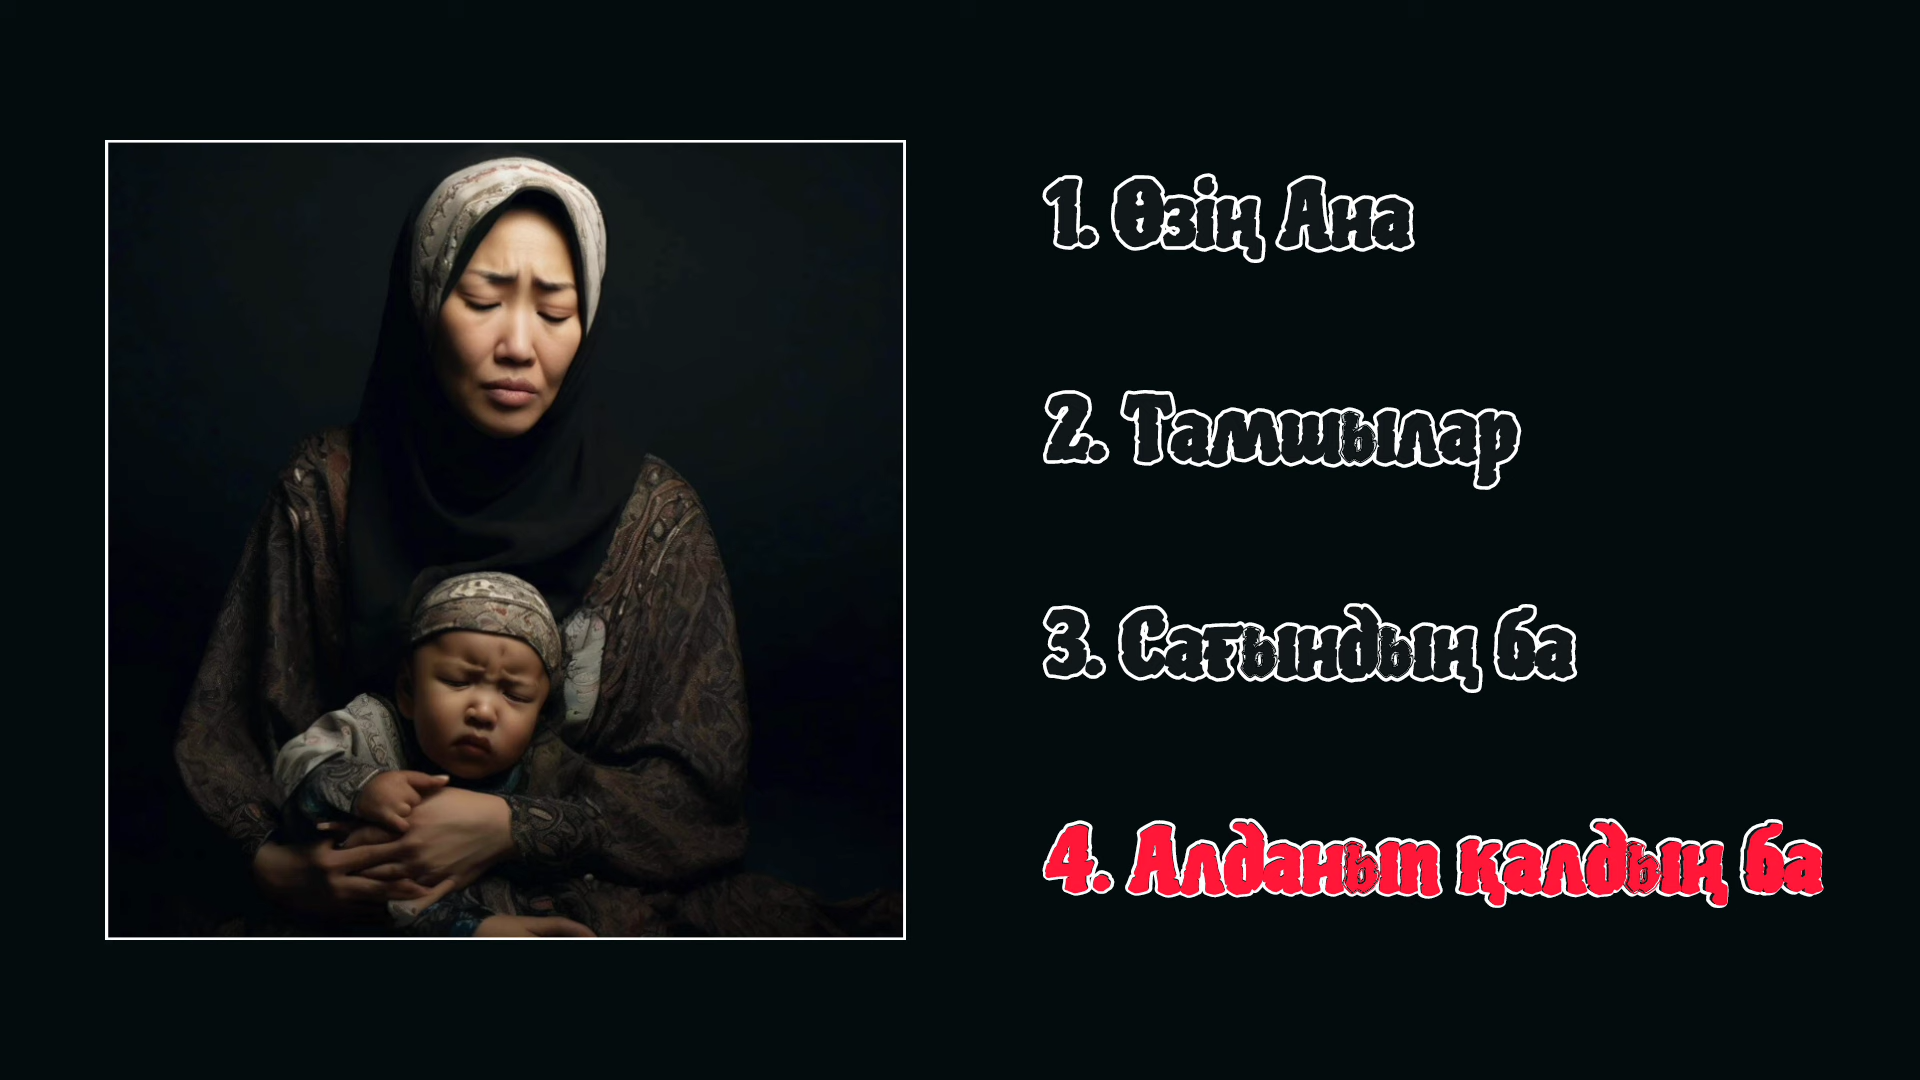 1. Өзің Ана
2. Тамшылар
3. Сағындың ба
4. Алданып қалдың ба